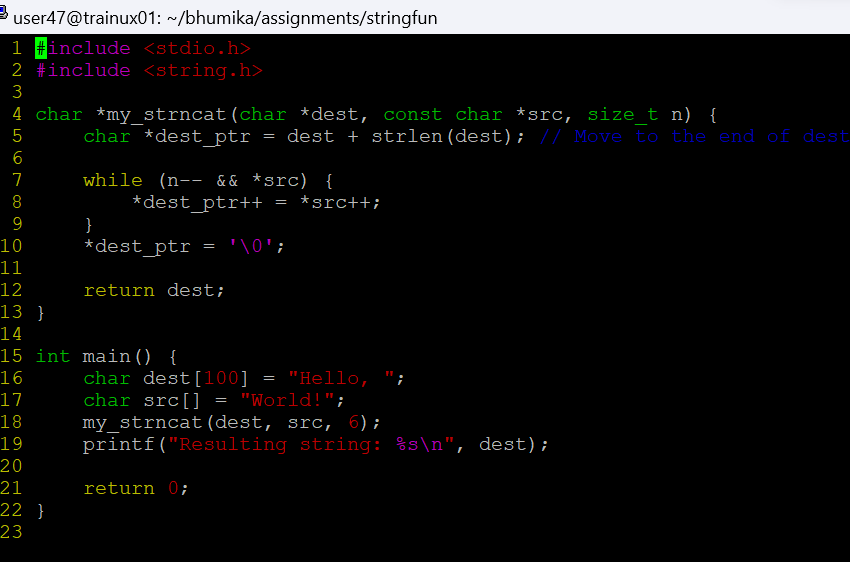 user47@trainux01: ~/bhumika/assignments/stringfun
1 #include <stdio.h>
2 #include <string.h>
3
4 char *my_strncat(char *dest, const char *src, size_t n) {
5     char *dest_ptr = dest + strlen(dest); // Move to the end of dest
6
7     while (n-- && *src) {
8         *dest_ptr++ = *src++;
9     }
10     *dest_ptr = '\0';
11
12     return dest;
13 }
14
15 int main() {
16     char dest[100] = "Hello, ";
17     char src[] = "World!";
18     my_strncat(dest, src, 6);
19     printf("Resulting string: %s\n", dest);
20
21     return 0;
22 }
23